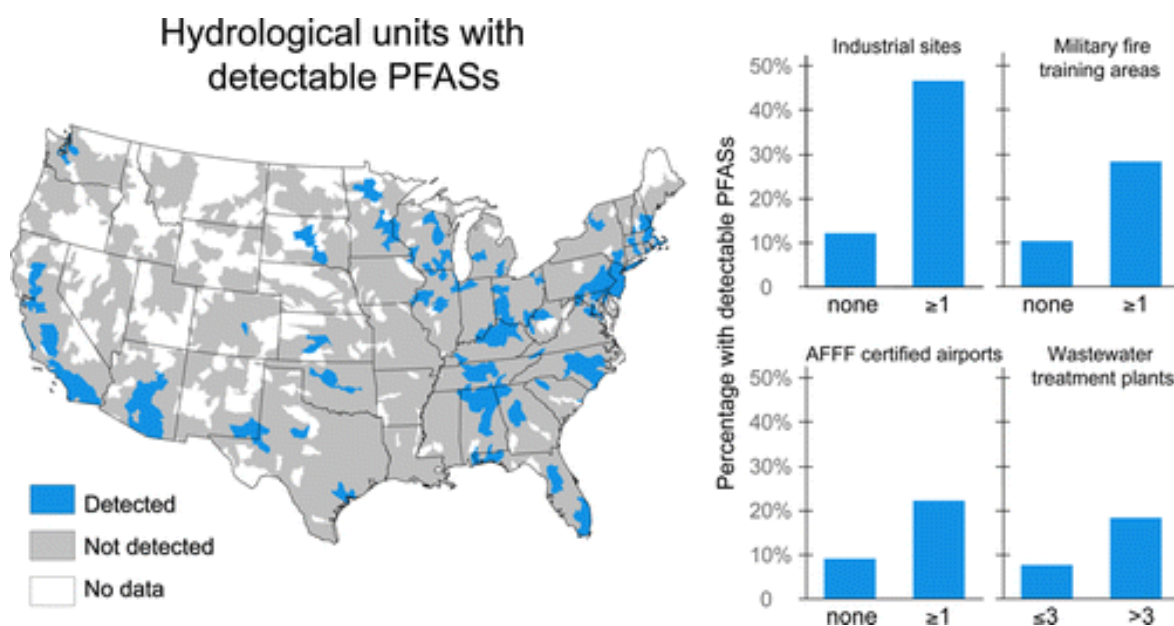 Hydrological units with
detectable PFASs
Detected
Not detected
No data
Percentage with detectable PFASs
Industrial sites
50%
40%
30%
20%
10%
0
none
≥1
Military fire
training areas
none
≥1
AFFF certified airports
50%
40%
30%
20%
10%
0
none
≥1
Wastewater
treatment plants
≤3
>3